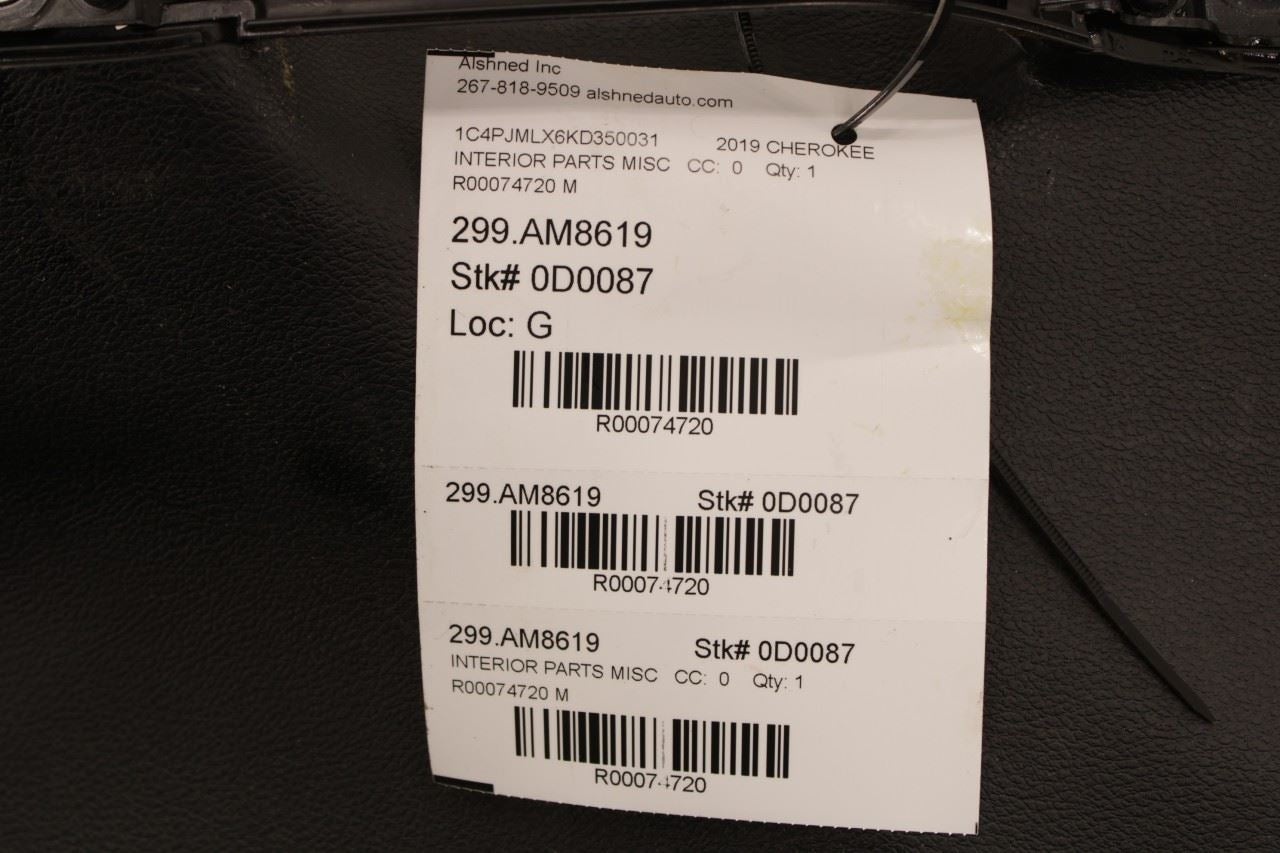 Alshned Inc
267-818-9509 alshnedauto.com
1C4PJMLX6KD350031 2019 CHEROKEE
INTERIOR PARTS MISC CC: 0 Qty: 1
R00074720 M
299.AM8619
Stk# 0D0087
Loc: G
R00074720
299.AM8619 Stk# 0D0087
R00074720
299.AM8619 Stk# 0D0087
INTERIOR PARTS MISC CC: 0 Qty: 1
R00074720 M
R00074720